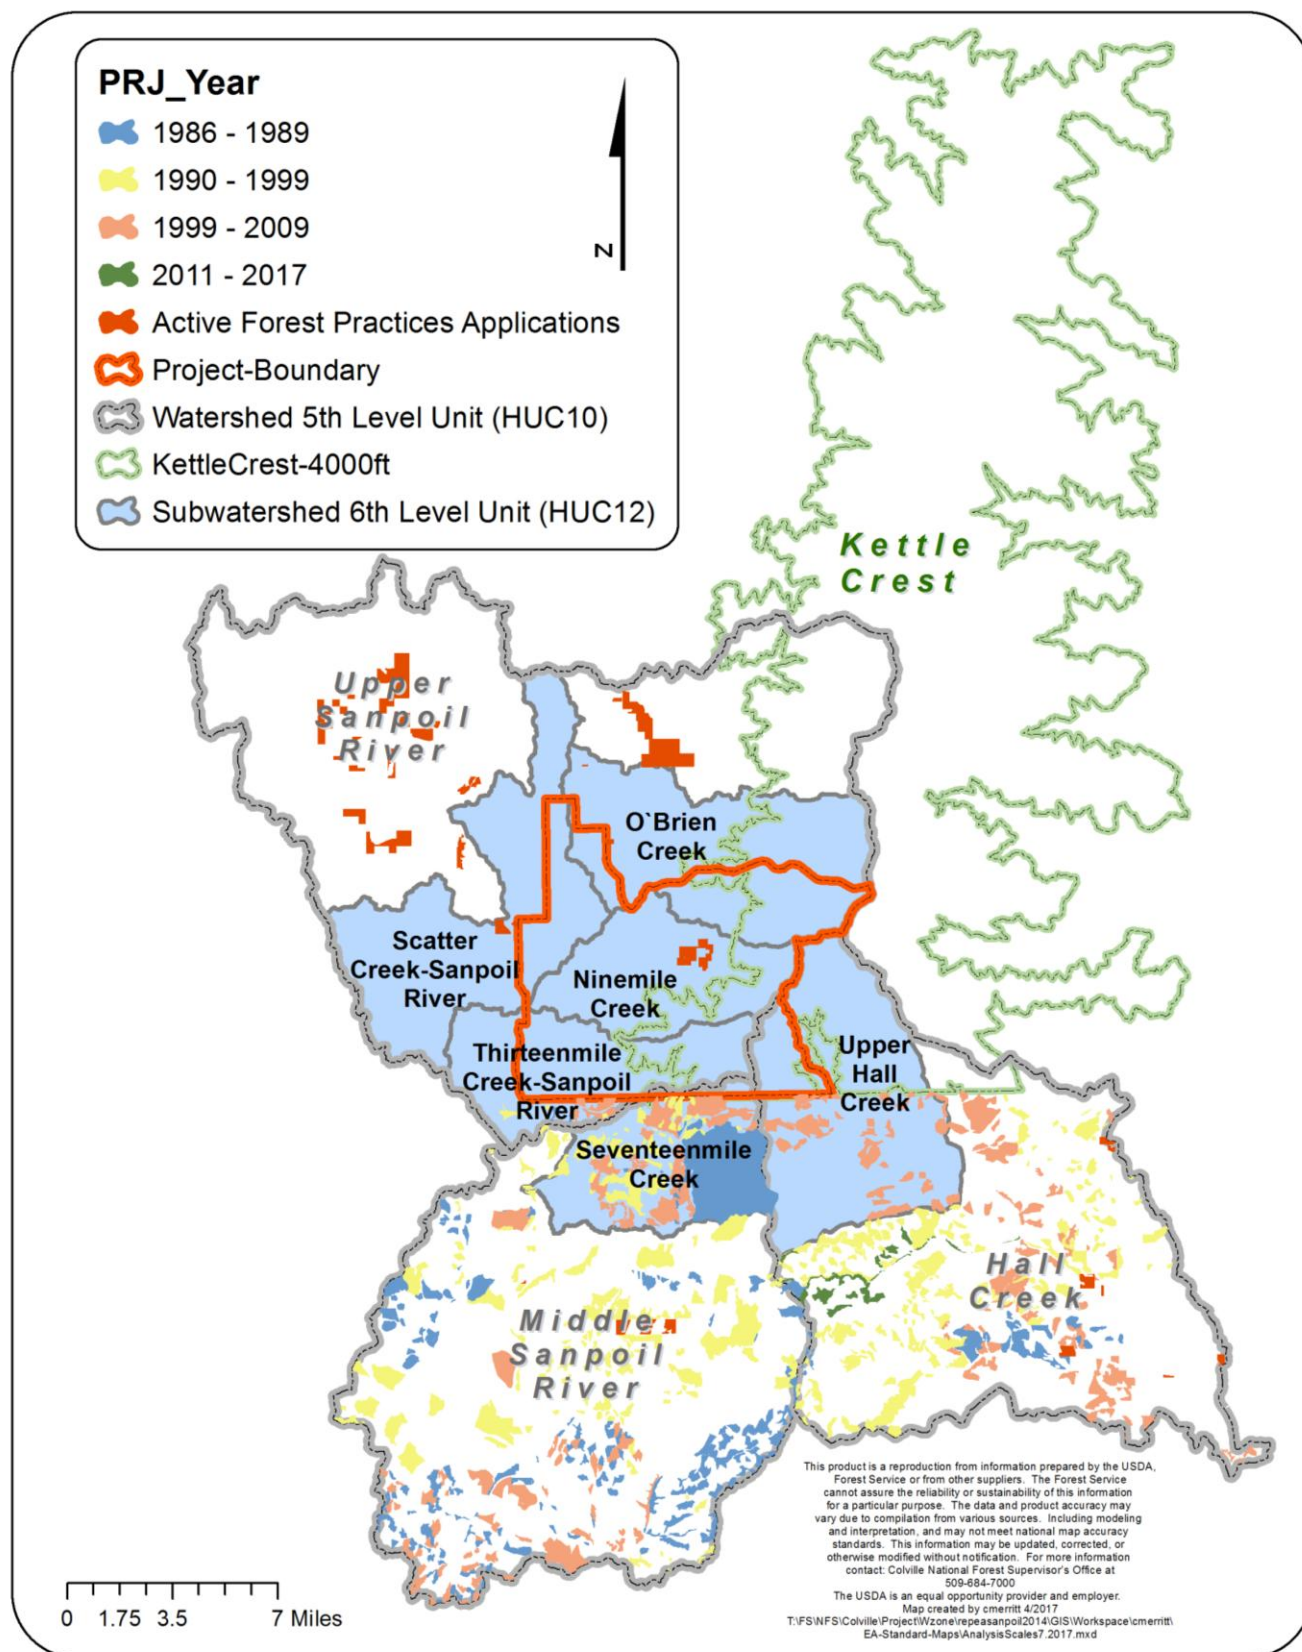 PRJ_Year
1986 - 1989
1990 - 1999
1999 - 2009
2011 - 2017
Active Forest Practices Applications
Project-Boundary
Watershed 5th Level Unit (HUC10)
KettleCrest-4000ft
Subwatershed 6th Level Unit (HUC12)
N
Kettle
Crest
Upper
Sanpoil
River
O`Brien
Creek
Scatter
Creek-Sanpoil
River
Ninemile
Creek
Thirteenmile
Creek-Sanpoil
River
Upper
Hall
Creek
Seventeenmile
Creek
Hall
Creek
Middle
Sanpoil
River
This product is a reproduction from information prepared by the USDA,
Forest Service or from other suppliers. The Forest Service
cannot assure the reliability or sustainability of this information
for a particular purpose. The data and product accuracy may
vary due to compilation from various sources. Including modeling
and interpretation, and may not meet national map accuracy
standards. This information may be updated, corrected, or
otherwise modified without notification. For more information
contact: Colville National Forest Supervisor's Office at
509-684-7000
The USDA is an equal opportunity provider and employer.
Map created by cmerritt 4/2017
T:\FS\NFS\Colville\Project\Wzone\repeasanpoil2014\GIS\Workspace\cmerritt\
EA-Standard-Maps\AnalysisScales7.2017.mxd
0 1.75 3.5 7 Miles